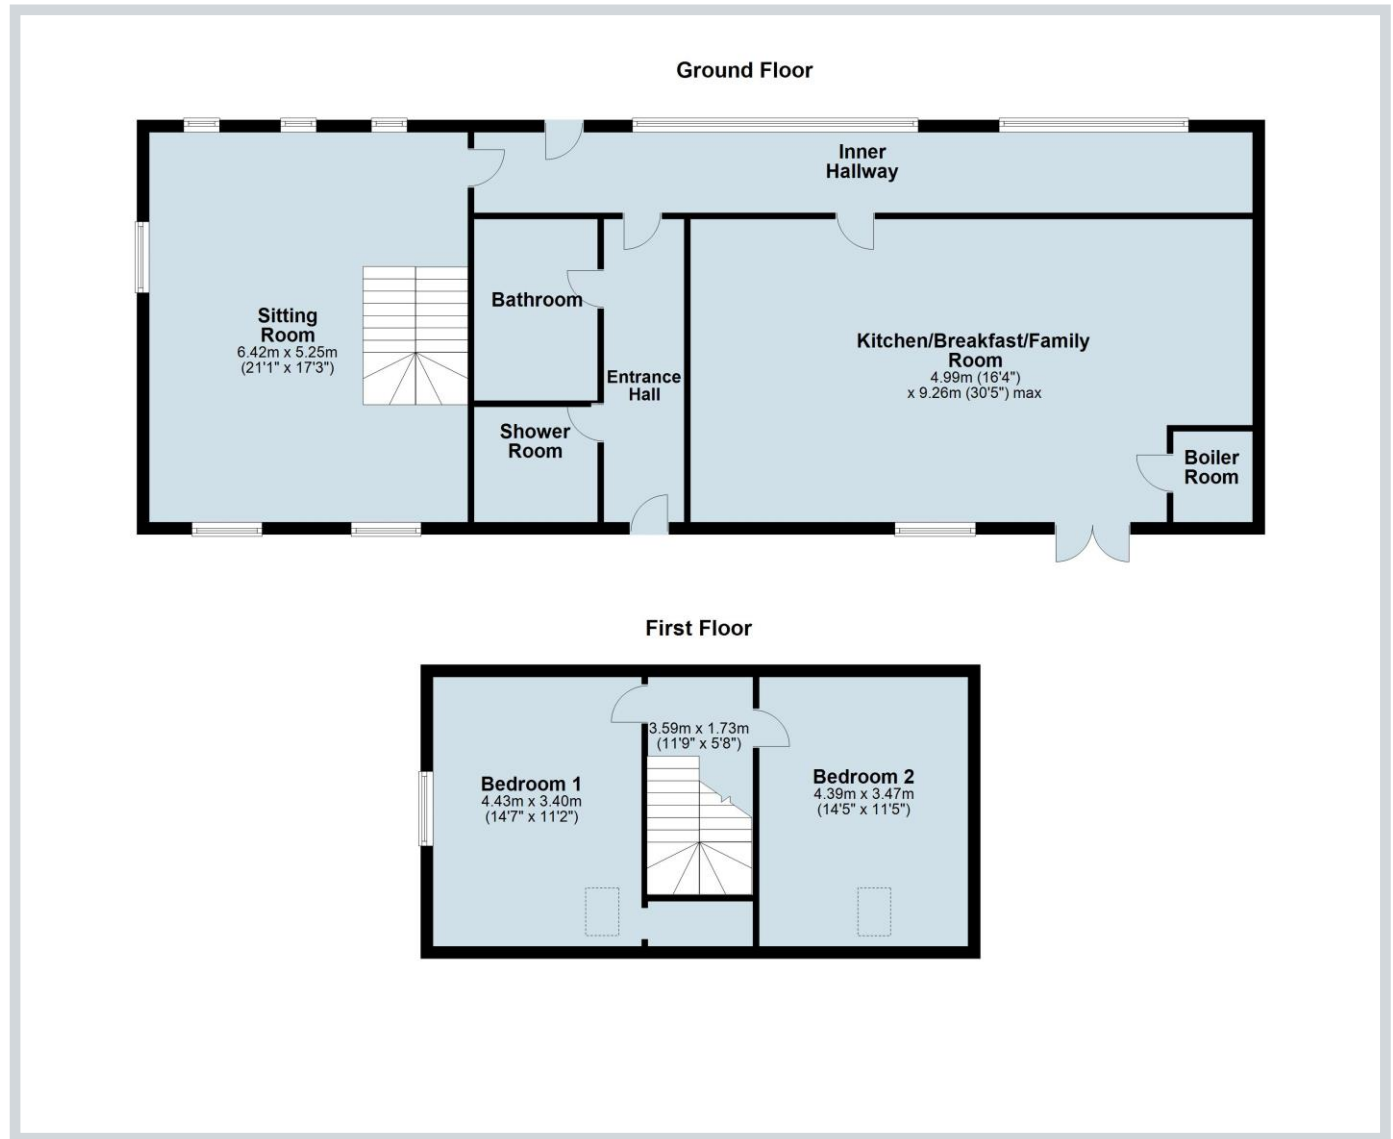 Ground Floor
Inner
Hallway
Sitting
Room
6.42m x 5.25m
(21'1" x 17'3")
Bathroom
Entrance
Hall
Shower
Room
Kitchen/Breakfast/Family
Room
4.99m (16'4")
x 9.26m (30'5") max
Boiler
Room
First Floor
3.59m x 1.73m
(11'9" x 5'8")
Bedroom 1
4.43m x 3.40m
(14'7" x 11'2")
Bedroom 2
4.39m x 3.47m
(14'5" x 11'5")